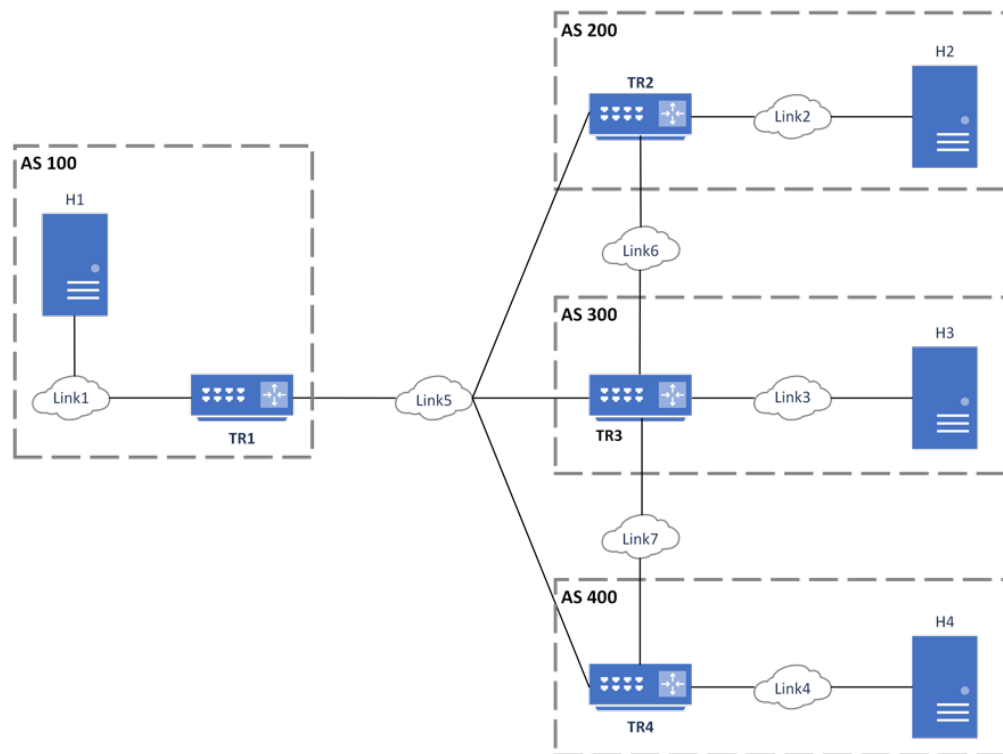 AS 200
H2
TR2
Link2
AS 100
H1
Link6
AS 300
H3
Link1
Link5
Link3
TR1
TR3
Link7
AS 400
H4
Link4
TR4